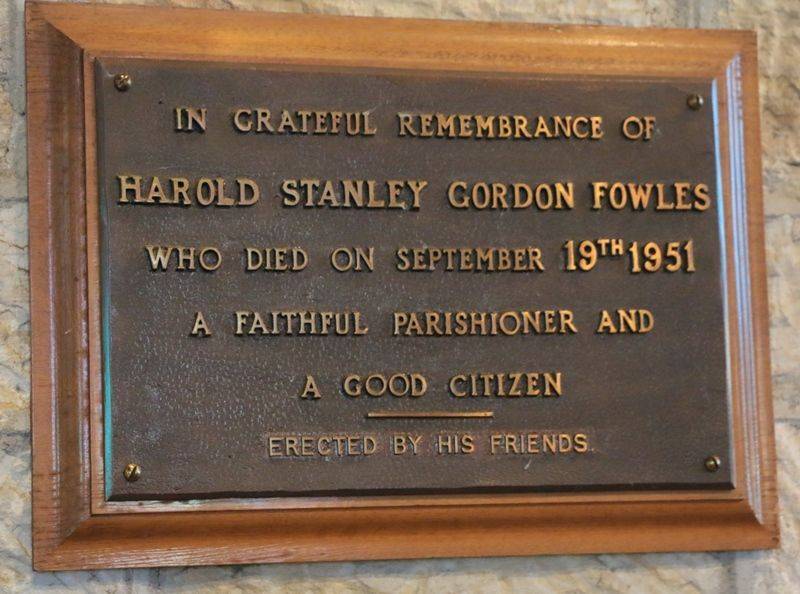 IN GRATEFUL REMEMBRANCE OF
HAROLD STANLEY GORDON FOWLES
WHO DIED ON SEPTEMBER 19TH 1951
A FAITHFUL PARISHIONER AND
A GOOD CITIZEN
ERECTED BY HIS FRIENDS.